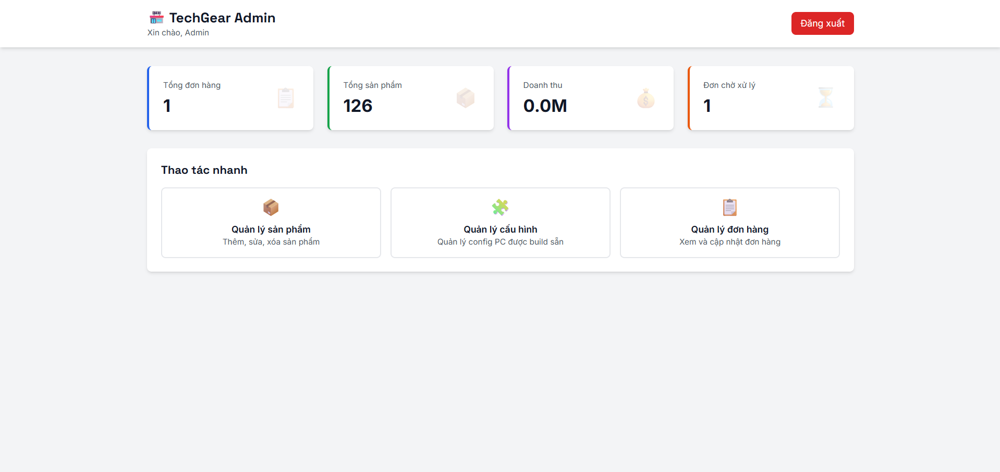 TechGear Admin
Xin chào, Admin
Đăng xuất
Tổng đơn hàng
1
Tổng sản phẩm
126
Doanh thu
0.0M
Đơn chờ xử lý
1
Thao tác nhanh
Quản lý sản phẩm
Thêm, sửa, xóa sản phẩm
Quản lý cấu hình
Quản lý config PC được build sẵn
Quản lý đơn hàng
Xem và cập nhật đơn hàng